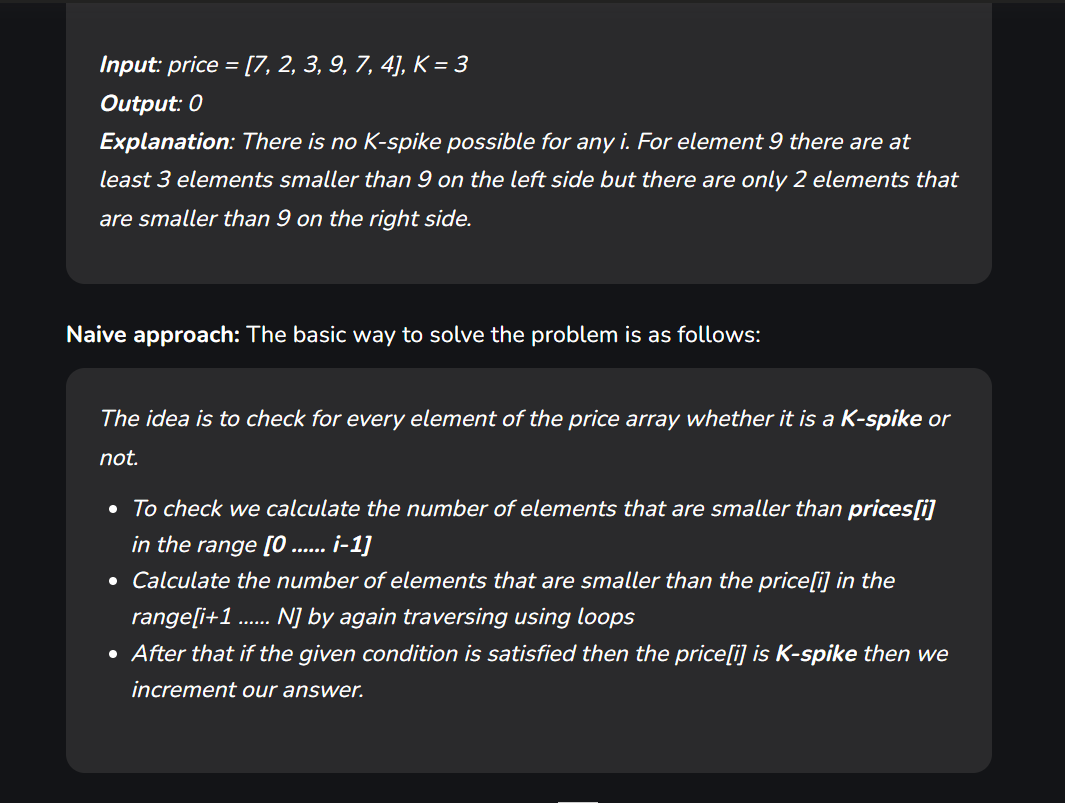 Input: price = [7, 2, 3, 9, 7, 4], K = 3
Output: 0
Explanation: There is no K-spike possible for any i. For element 9 there are at
least 3 elements smaller than 9 on the left side but there are only 2 elements that
are smaller than 9 on the right side.
Naive approach: The basic way to solve the problem is as follows:
The idea is to check for every element of the price array whether it is a K-spike or
not.
• To check we calculate the number of elements that are smaller than prices[i]
in the range [0 ...... i-1]
• Calculate the number of elements that are smaller than the price[i] in the
range[i+1 ...... N] by again traversing using loops
• After that if the given condition is satisfied then the price[i] is K-spike then we
increment our answer.